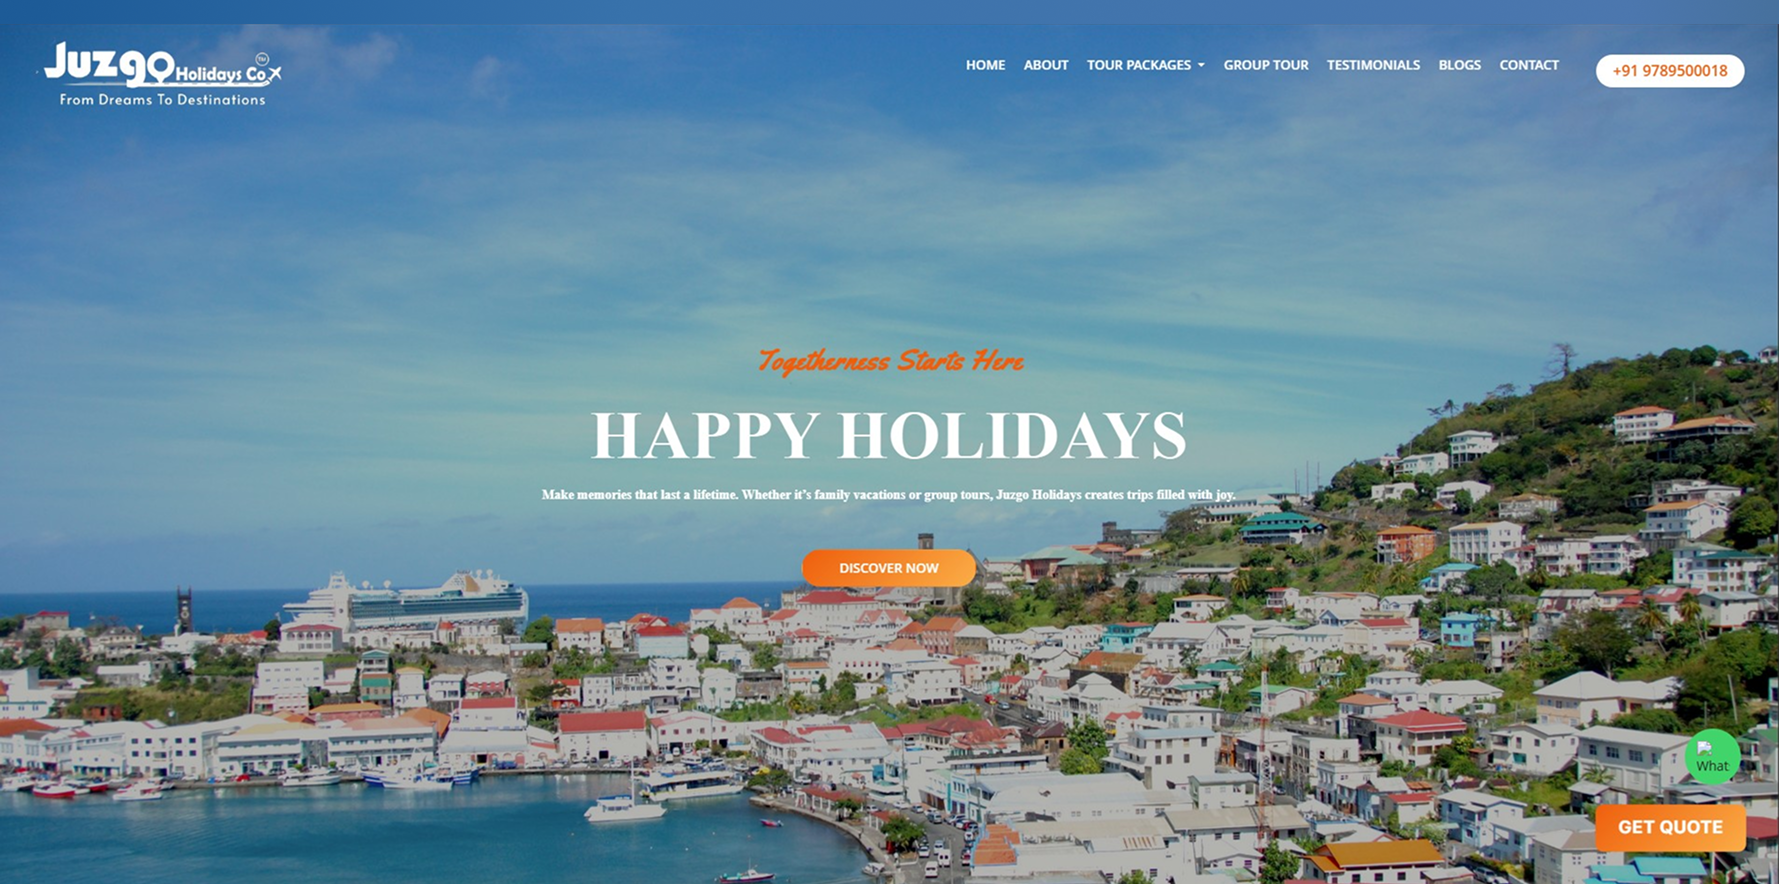 Juzgo Holidays Co
TM
From Dreams To Destinations
HOME ABOUT TOUR PACKAGES GROUP TOUR TESTIMONIALS BLOGS CONTACT
+91 9789500018
Togetherness Starts Here
HAPPY HOLIDAYS
Make memories that last a lifetime. Whether it’s family vacations or group tours, Juzgo Holidays creates trips filled with joy.
DISCOVER NOW
What
GET QUOTE